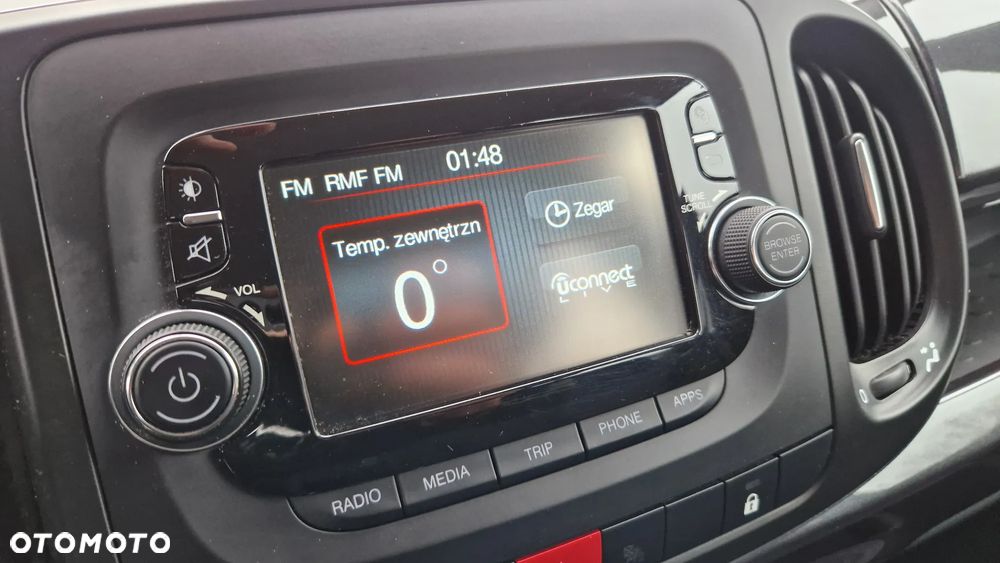 01:48
FM RMF FM
Temp. zewnętrzn
0°
Zegar
uconnect
LIVE
VOL
TUNE
SCROLL
BROWSE
ENTER
RADIO
MEDIA
TRIP
PHONE
APPS
0
OTOMOTO